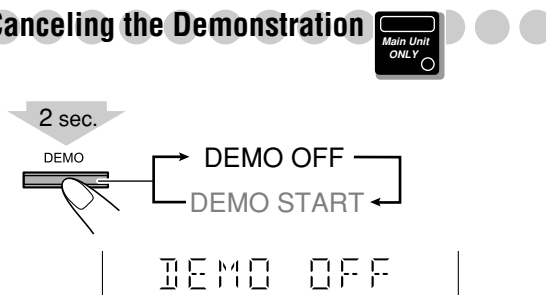 Canceling the Demonstration
Main Unit
ONLY
2 sec.
DEMO
DEMO OFF
DEMO START
DEMO OFF